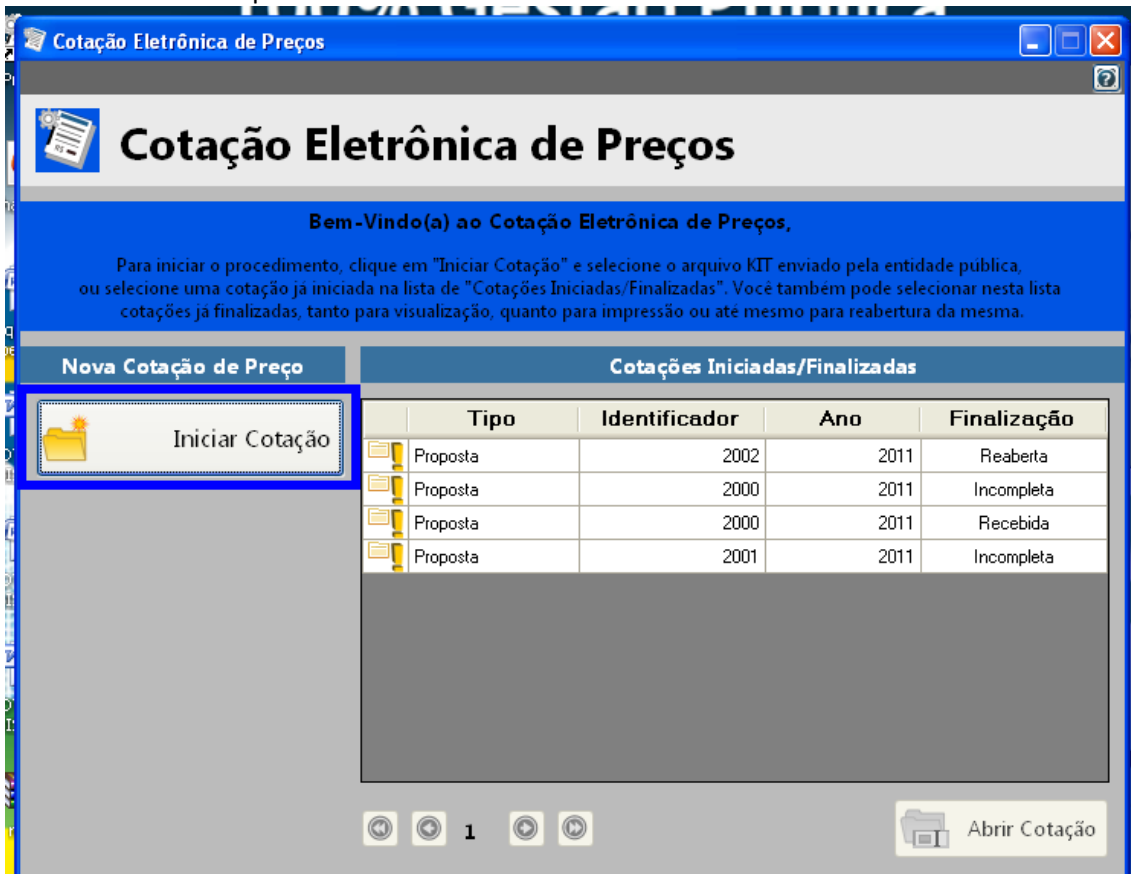 100% Gestão Pública
Cotação Eletrônica de Preços
Cotação Eletrônica de Preços
Bem-Vindo(a) ao Cotação Eletrônica de Preços,
Para iniciar o procedimento, clique em "Iniciar Cotação" e selecione o arquivo KIT enviado pela entidade publica,
ou selecione uma cotação já iniciada na lista de "Cotações Iniciadas/Finalizadas". Você também pode selecionar nesta lista
cotações já finalizadas, tanto para visualização, quanto para impressão ou até mesmo para reabertura da mesma.
Nova Cotação de Preço
Cotações Iniciadas/Finalizadas
Iniciar Cotação
Tipo Identificador Ano Finalização
Proposta 2002 2011 Reaberta
Proposta 2000 2011 Incompleta
Proposta 2000 2011 Recebida
Proposta 2001 2011 Incompleta
1
Abrir Cotação